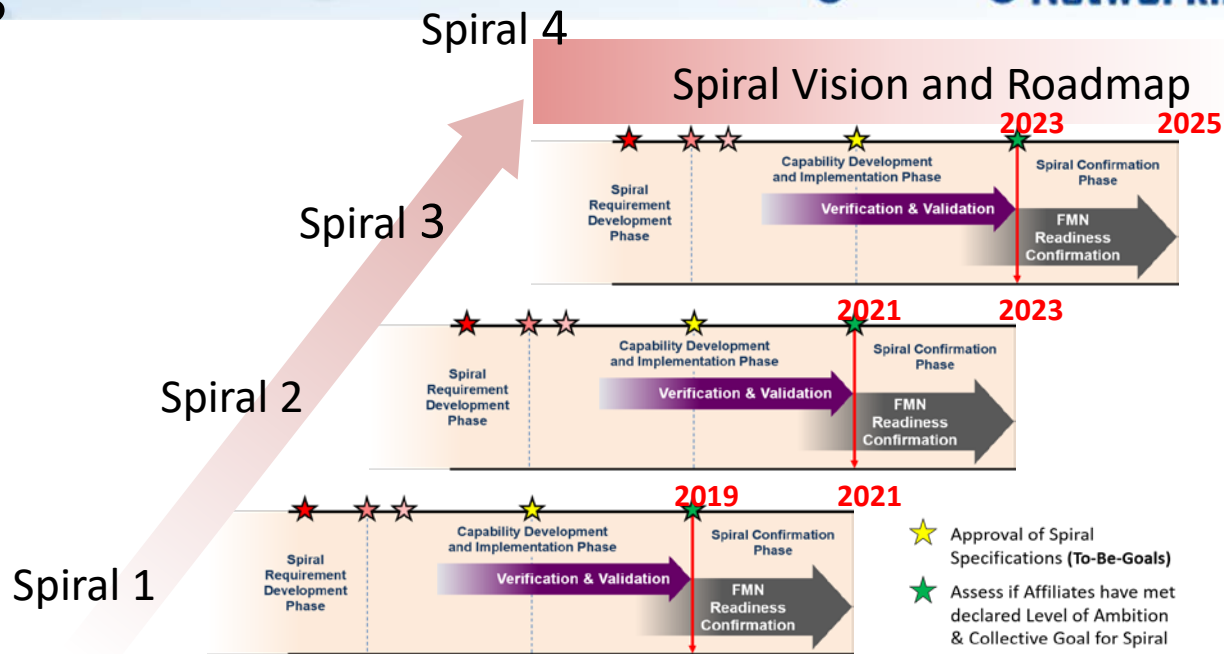 Spiral 4
Spiral Vision and Roadmap
2023
2025
Capability Development
and Implementation Phase
Spiral Confirmation
Phase
Spiral
Requirement
Development
Phase
Verification & Validation
FMN
Readiness
Confirmation
Spiral 3
2021
2023
Capability Development
and Implementation Phase
Spiral Confirmation
Phase
Spiral
Requirement
Development
Phase
Verification & Validation
FMN
Readiness
Confirmation
Spiral 2
2019
2021
Capability Development
and Implementation Phase
Spiral Confirmation
Phase
Spiral
Requirement
Development
Phase
Verification & Validation
FMN
Readiness
Confirmation
Spiral 1
Approval of Spiral
Specifications (To-Be-Goals)
Assess if Affiliates have met
declared Level of Ambition
& Collective Goal for Spiral